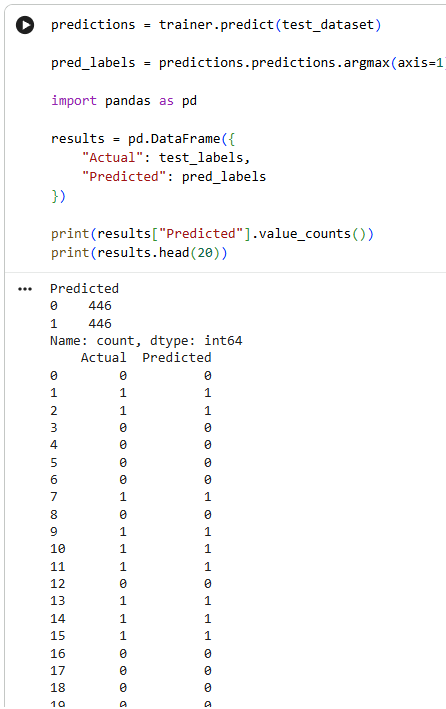 predictions = trainer.predict(test_dataset)
pred_labels = predictions.predictions.argmax(axis=1
import pandas as pd
results = pd.DataFrame({
    "Actual": test_labels,
    "Predicted": pred_labels
})
print(results["Predicted"].value_counts())
print(results.head(20))
Predicted
0    446
1    446
Name: count, dtype: int64
    Actual  Predicted
0        0          0
1        1          1
2        1          1
3        0          0
4        0          0
5        0          0
6        0          0
7        1          1
8        0          0
9        1          1
10       1          1
11       1          1
12       0          0
13       1          1
14       1          1
15       1          1
16       0          0
17       0          0
18       0          0
19       0          0